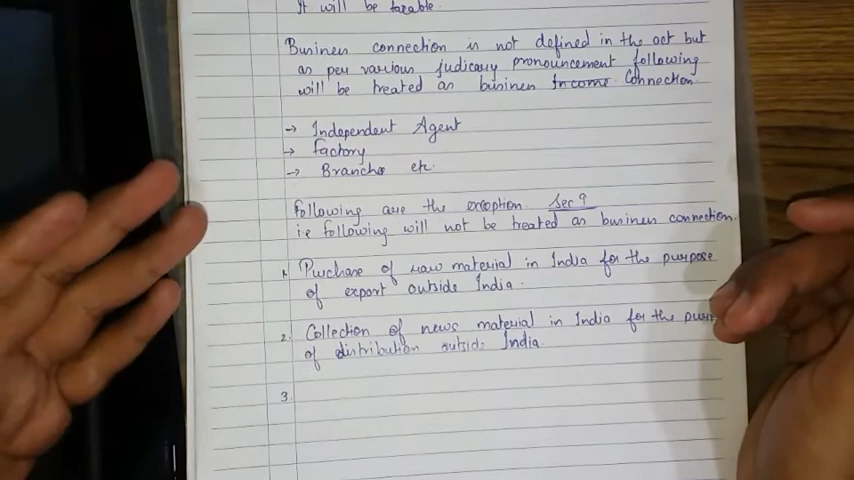 It will be taxable.
Business connection is not defined in the act but
as per various judicary pronouncement following
will be treated as business Income Connection.
→ Independent Agent
→ Factory
→ Branches etc.
Following are the exception Sec 9
i.e following will not be treated as business connection.
1. Purchase of raw material in India for the purpose
of export outside India.
2. Collection of news material in India for the
of distribution outside India.
3.